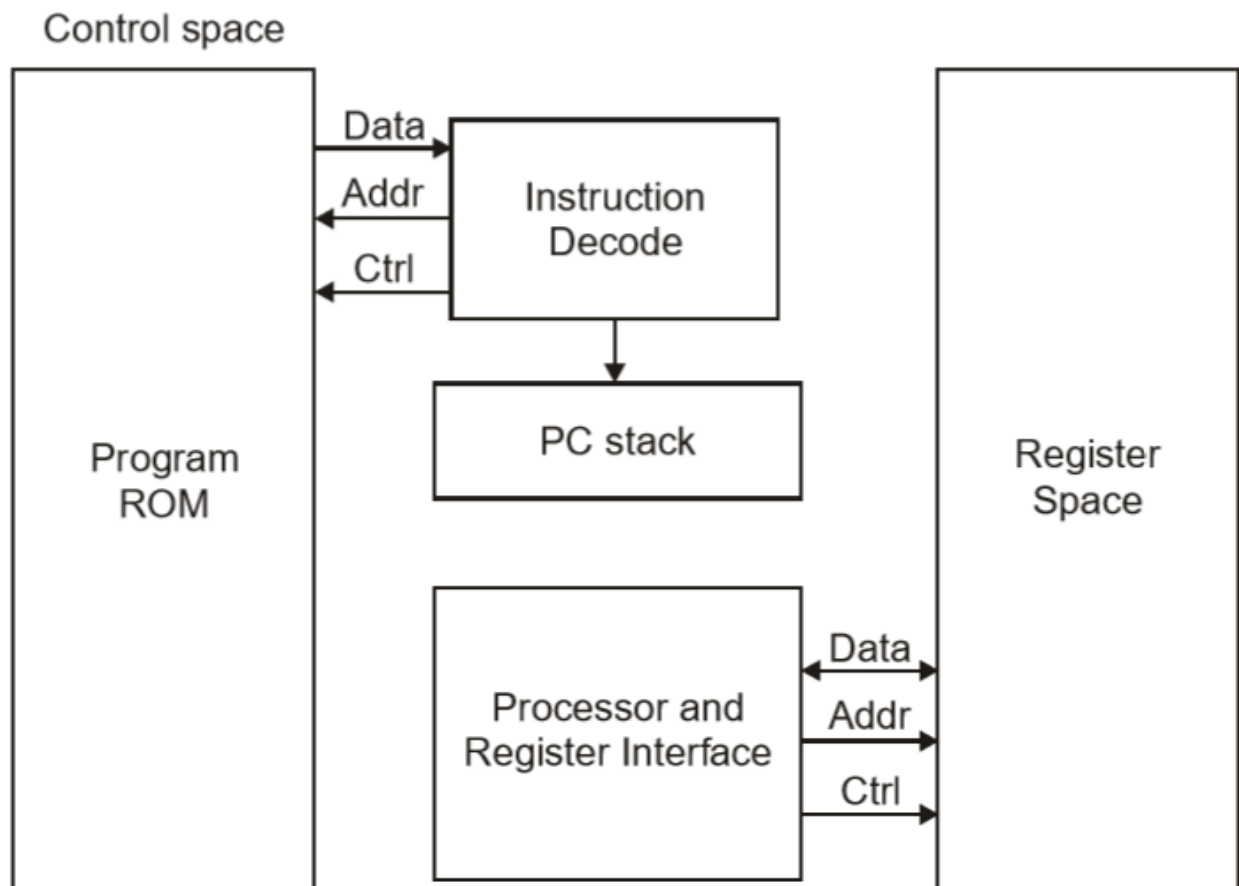 Control space
Data
Addr
Ctrl
Instruction
Decode
PC stack
Program
ROM
Register
Space
Processor and
Register Interface
Data
Addr
Ctrl